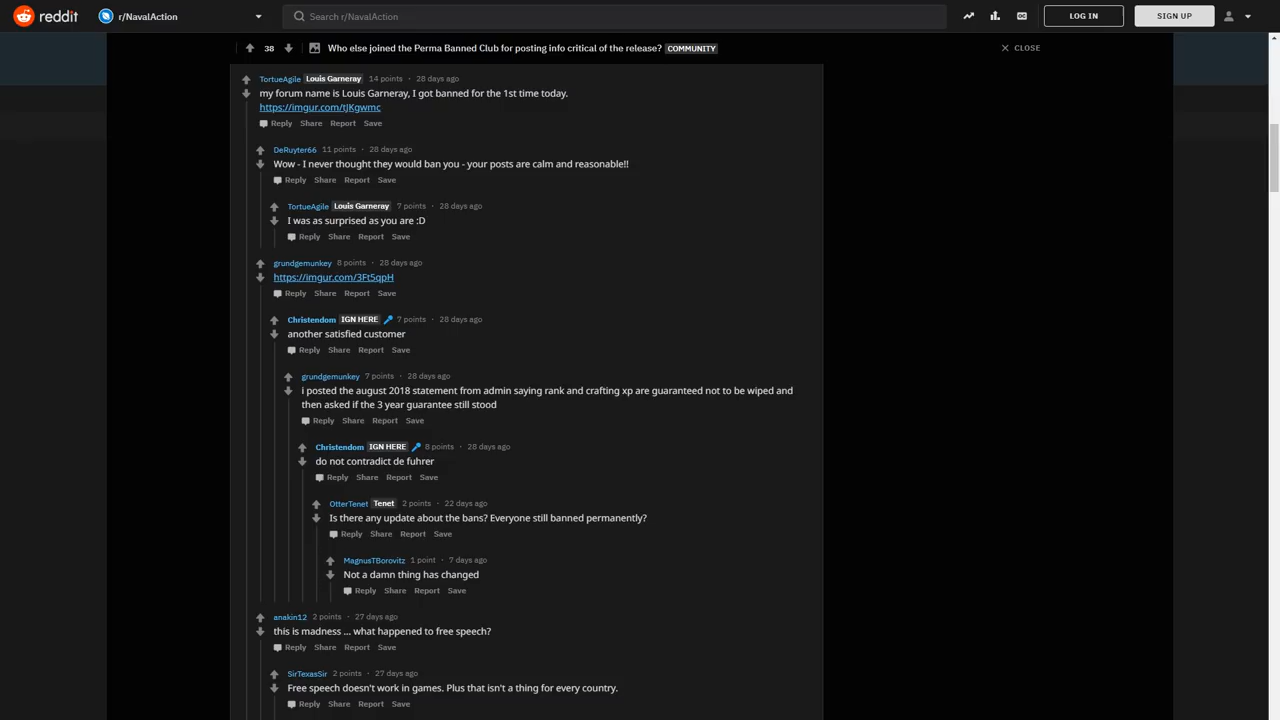 reddit r/NavalAction Search r/NavalAction LOG IN SIGN UP
38 Who else joined the Perma Banned Club for posting info critical of the release? COMMUNITY CLOSE
TortueAgile Louis Garneray 14 points · 28 days ago
my forum name is Louis Garneray, I got banned for the 1st time today.
https://imgur.com/tJKgwmc
Reply Share Report Save
DeRuyter66 11 points · 28 days ago
Wow - I never thought they would ban you - your posts are calm and reasonable!!
Reply Share Report Save
TortueAgile Louis Garneray 7 points · 28 days ago
I was as surprised as you are :D
Reply Share Report Save
grundgemunkey 8 points · 28 days ago
https://imgur.com/3Ft5qpH
Reply Share Report Save
Christendom IGN HERE 7 points · 28 days ago
another satisfied customer
Reply Share Report Save
grundgemunkey 7 points · 28 days ago
i posted the august 2018 statement from admin saying rank and crafting xp are guaranteed not to be wiped and
then asked if the 3 year guarantee still stood
Reply Share Report Save
Christendom IGN HERE 8 points · 28 days ago
do not contradict de fuhrer
Reply Share Report Save
OtterTenet Tenet 2 points · 22 days ago
Is there any update about the bans? Everyone still banned permanently?
Reply Share Report Save
MagnusTBorovitz 1 point · 7 days ago
Not a damn thing has changed
Reply Share Report Save
anakin12 2 points · 27 days ago
this is madness ... what happened to free speech?
Reply Share Report Save
SirTexasSir 2 points · 27 days ago
Free speech doesn't work in games. Plus that isn't a thing for every country.
Reply Share Report Save